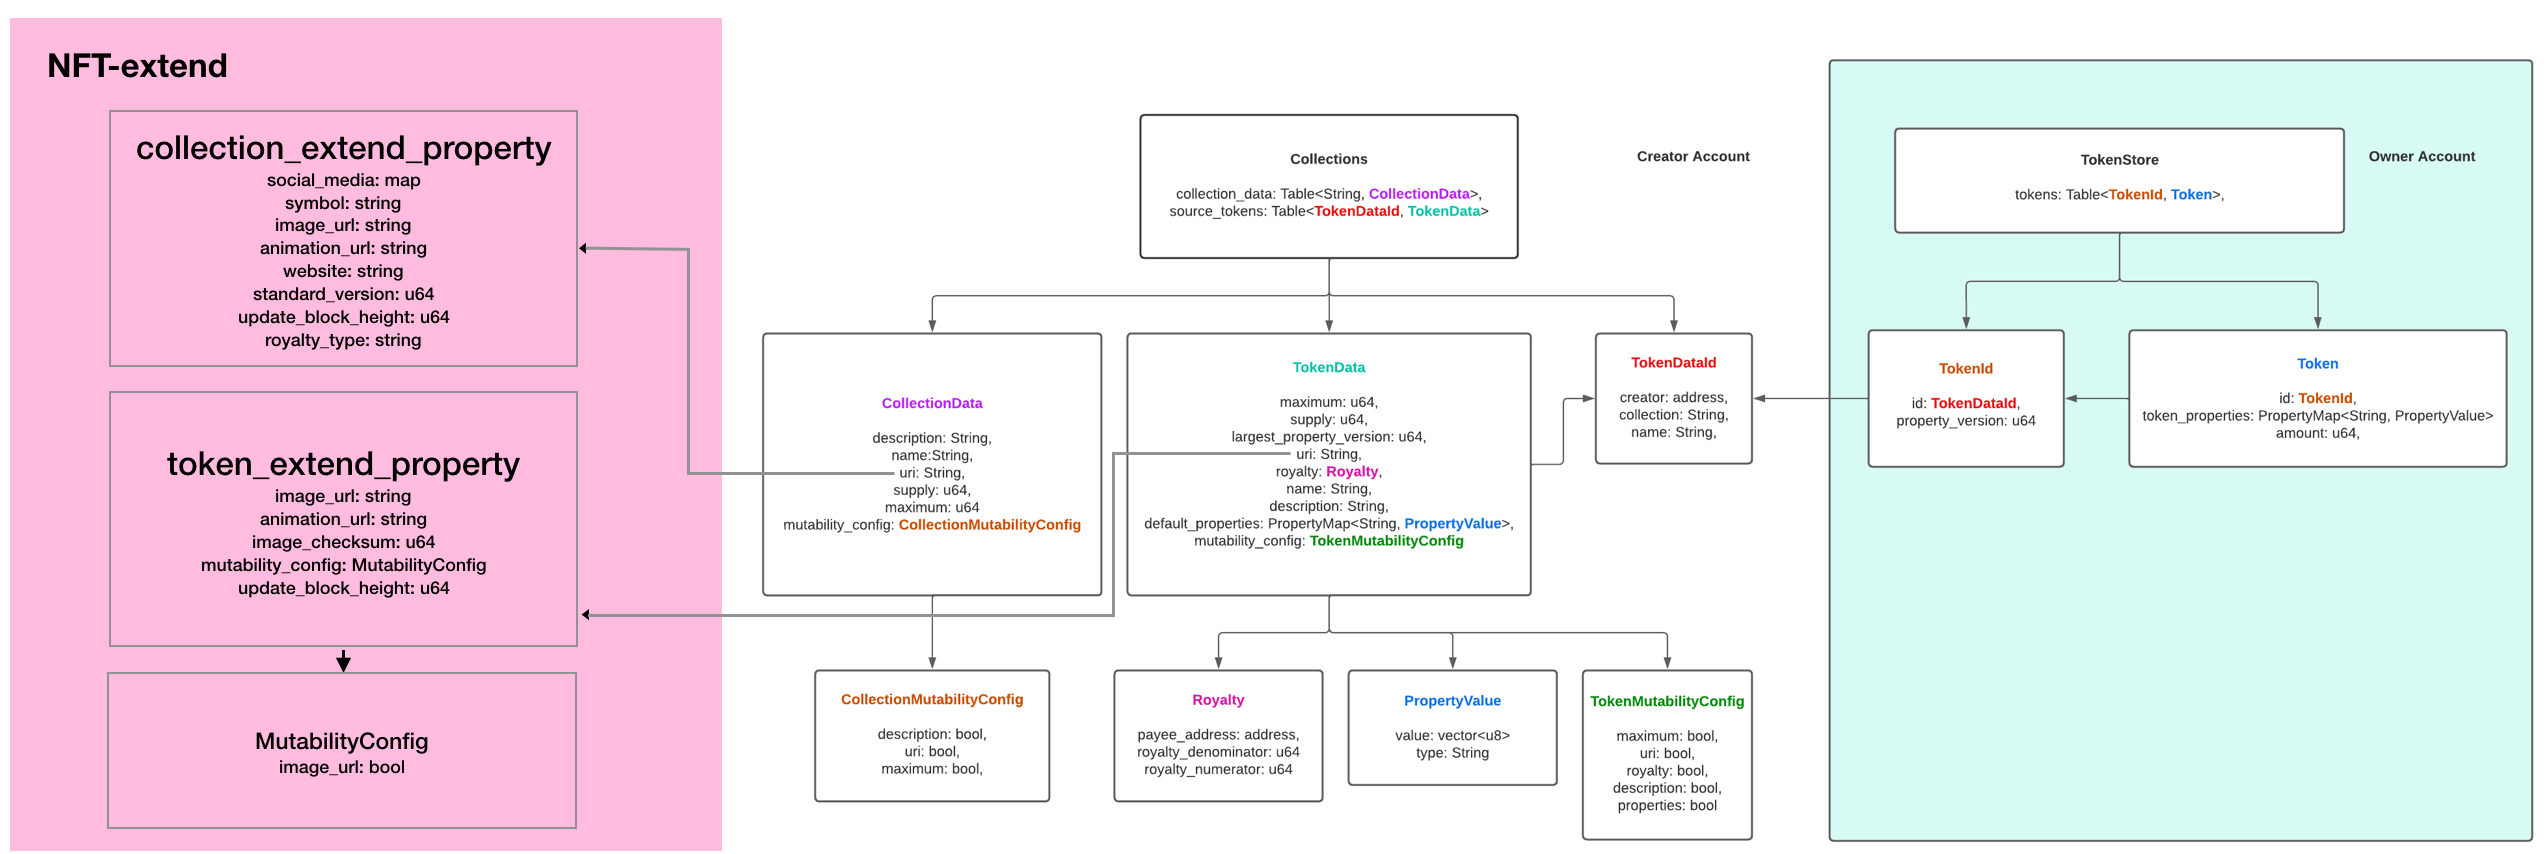 NFT-extend
collection_extend_property
social_media: map
symbol: string
image_url: string
animation_url: string
website: string
standard_version: u64
update_block_height: u64
royalty_type: string
token_extend_property
image_url: string
animation_url: string
image_checksum: u64
mutability_config: MutabilityConfig
update_block_height: u64
MutabilityConfig
image_url: bool
Collections
collection_data: Table<String, CollectionData>,
source_tokens: Table<TokenDataId, TokenData>
Creator Account
CollectionData
description: String,
name:String,
uri: String,
supply: u64,
maximum: u64
mutability_config: CollectionMutabilityConfig
TokenData
maximum: u64,
supply: u64,
largest_property_version: u64,
uri: String,
royalty: Royalty,
name: String,
description: String,
default_properties: PropertyMap<String, PropertyValue>,
mutability_config: TokenMutabilityConfig
TokenDataId
creator: address,
collection: String,
name: String,
CollectionMutabilityConfig
description: bool,
uri: bool,
maximum: bool,
Royalty
payee_address: address,
royalty_denominator: u64
royalty_numerator: u64
PropertyValue
value: vector<u8>
type: String
TokenMutabilityConfig
maximum: bool,
uri: bool,
royalty: bool,
description: bool,
properties: bool
TokenStore
tokens: Table<TokenId, Token>,
Owner Account
TokenId
id: TokenDataId,
property_version: u64
Token
id: TokenId,
token_properties: PropertyMap<String, PropertyValue>
amount: u64,